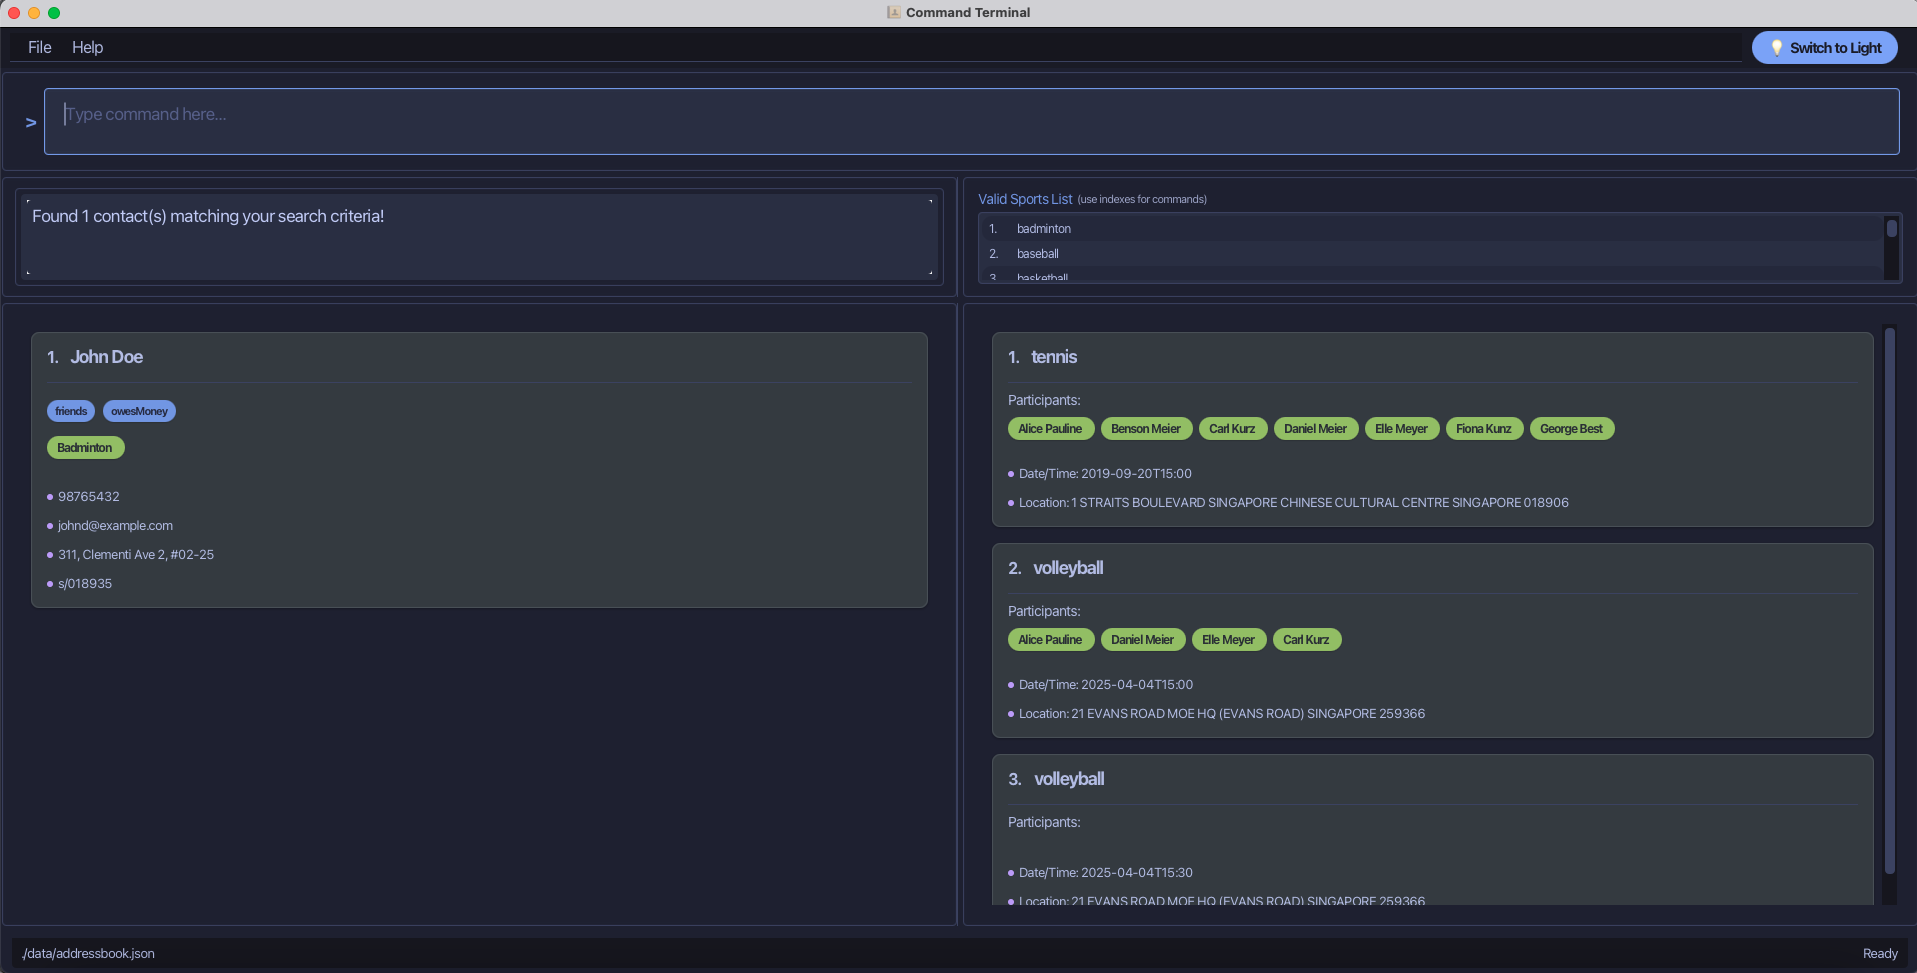 Command Terminal
File Help
💡 Switch to Light
> Type command here...
Found 1 contact(s) matching your search criteria!
Valid Sports List (use indexes for commands)
1. badminton
2. baseball
3. basketball
1. John Doe
friends owesMoney
Badminton
98765432
johnd@example.com
311, Clementi Ave 2, #02-25
s/018935
1. tennis
Participants:
Alice Pauline Benson Meier Carl Kurz Daniel Meier Elle Meyer Fiona Kunz George Best
Date/Time: 2019-09-20T15:00
Location: 1 STRAITS BOULEVARD SINGAPORE CHINESE CULTURAL CENTRE SINGAPORE 018906
2. volleyball
Participants:
Alice Pauline Daniel Meier Elle Meyer Carl Kurz
Date/Time: 2025-04-04T15:00
Location: 21 EVANS ROAD MOE HQ (EVANS ROAD) SINGAPORE 259366
3. volleyball
Participants:
Date/Time: 2025-04-04T15:30
Location: 21 EVANS ROAD MOE HQ (EVANS ROAD) SINGAPORE 259366
./data/addressbook.json
Ready